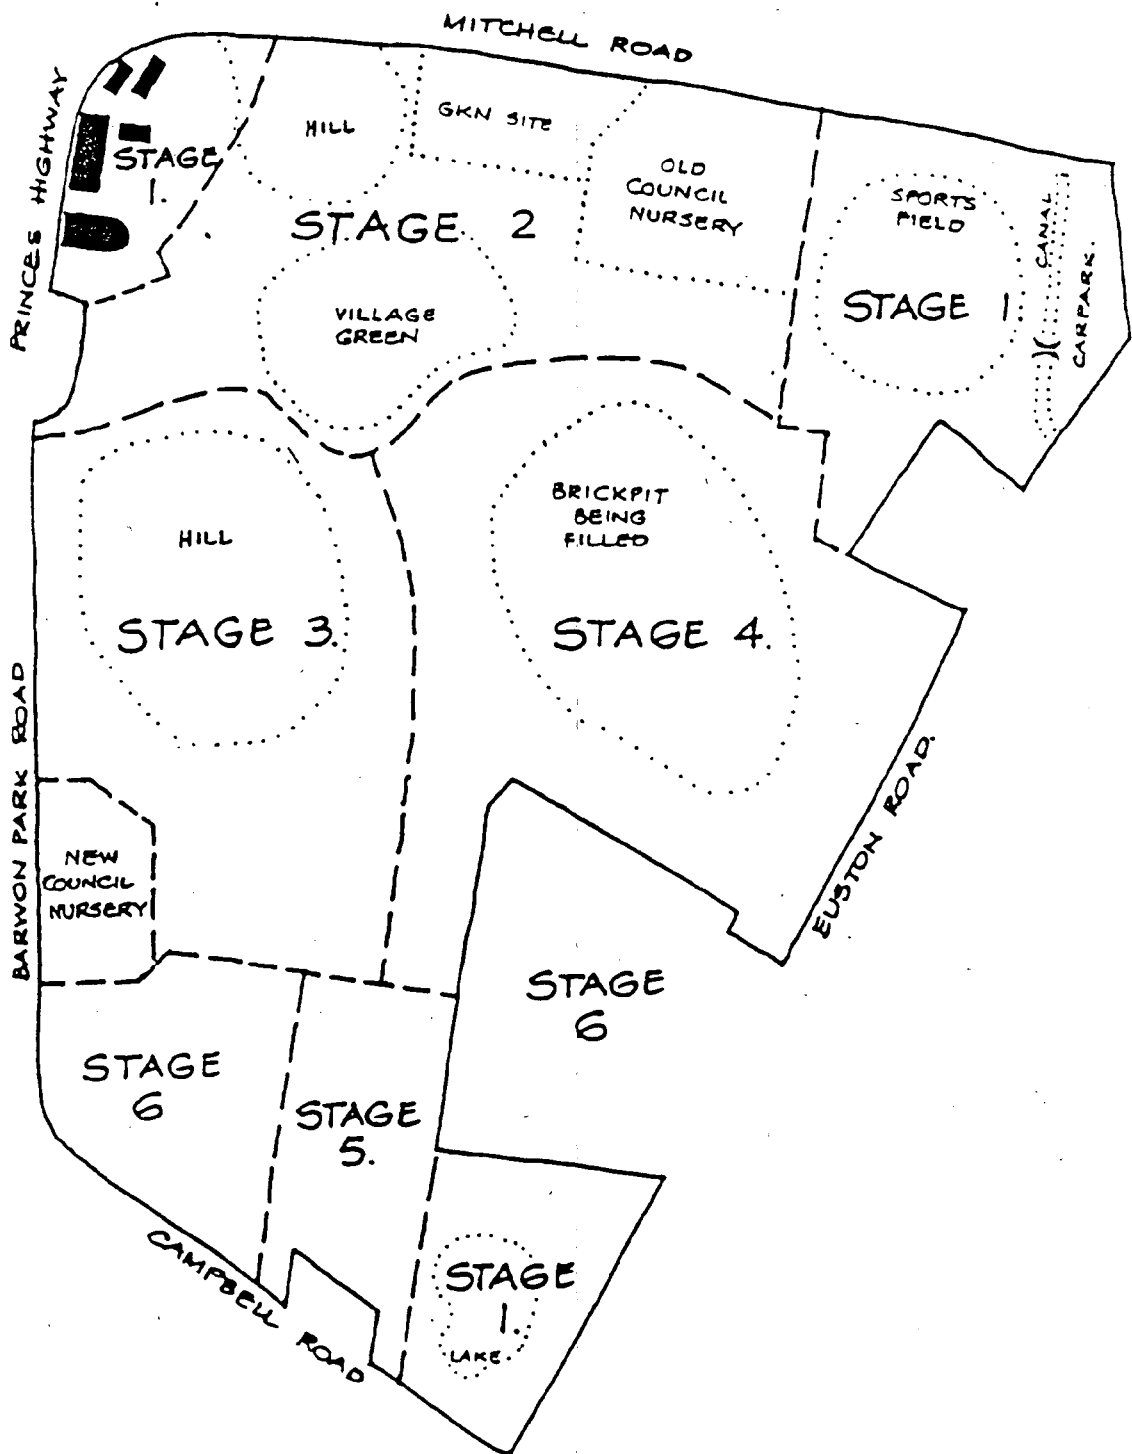 MITCHELL ROAD
PRINCES HIGHWAY
STAGE
1.
HILL
GKN SITE
OLD
COUNCIL
NURSERY
SPORTS
FIELD
CANAL
CARPARK.
STAGE 2
STAGE 1.
VILLAGE
GREEN
HILL
STAGE 3.
BRICKPIT
BEING
FILLED
STAGE 4.
BARWON PARK ROAD
NEW
COUNCIL
NURSERY
EUSTON ROAD.
STAGE
6
STAGE
6
STAGE
5.
CAMPBELL ROAD
STAGE
1.
LAKE.